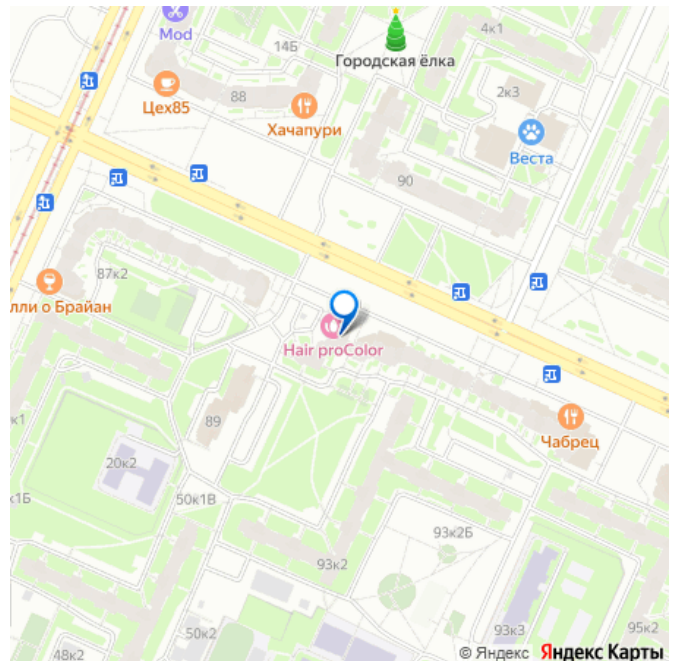 4к1
Mod
14Б
Городская ёлка
88
2к3
Цех85
Хачапури
Веста
90
87к2
лли о Брайан
Hair proColor
к1
89
Чабрец
20к2
к1Б
50к1В
93к2Б
93к2
50к2
93к3
95к2
48к2
© Яндекс Яндекс Карты